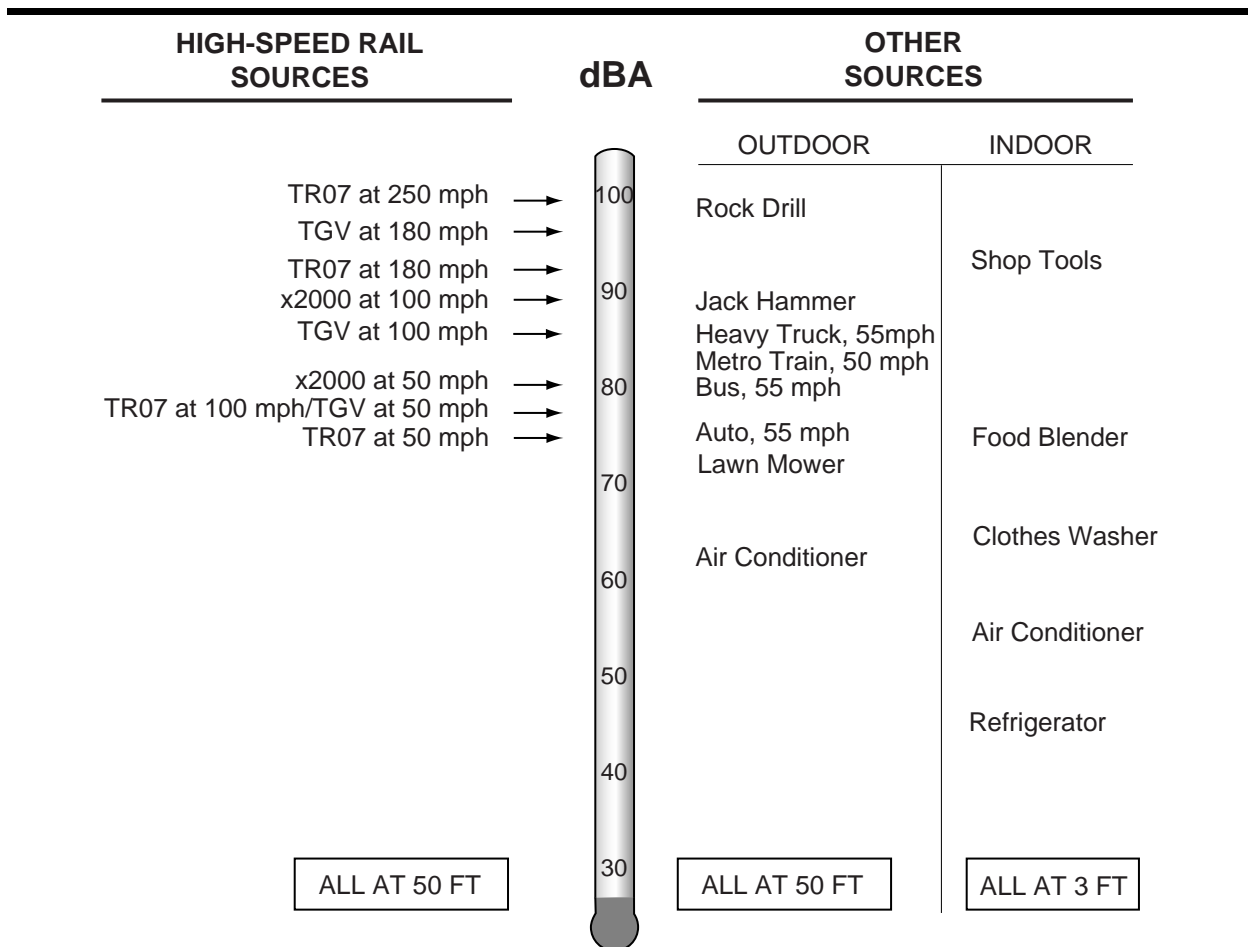 HIGH-SPEED RAIL
SOURCES
dBA
OTHER
SOURCES
OUTDOOR
INDOOR
TR07 at 250 mph
TGV at 180 mph
TR07 at 180 mph
x2000 at 100 mph
TGV at 100 mph
x2000 at 50 mph
TR07 at 100 mph/TGV at 50 mph
TR07 at 50 mph
100
90
80
70
60
50
40
30
Rock Drill
Jack Hammer
Heavy Truck, 55mph
Metro Train, 50 mph
Bus, 55 mph
Auto, 55 mph
Lawn Mower
Air Conditioner
Shop Tools
Food Blender
Clothes Washer
Air Conditioner
Refrigerator
ALL AT 50 FT
ALL AT 50 FT
ALL AT 3 FT